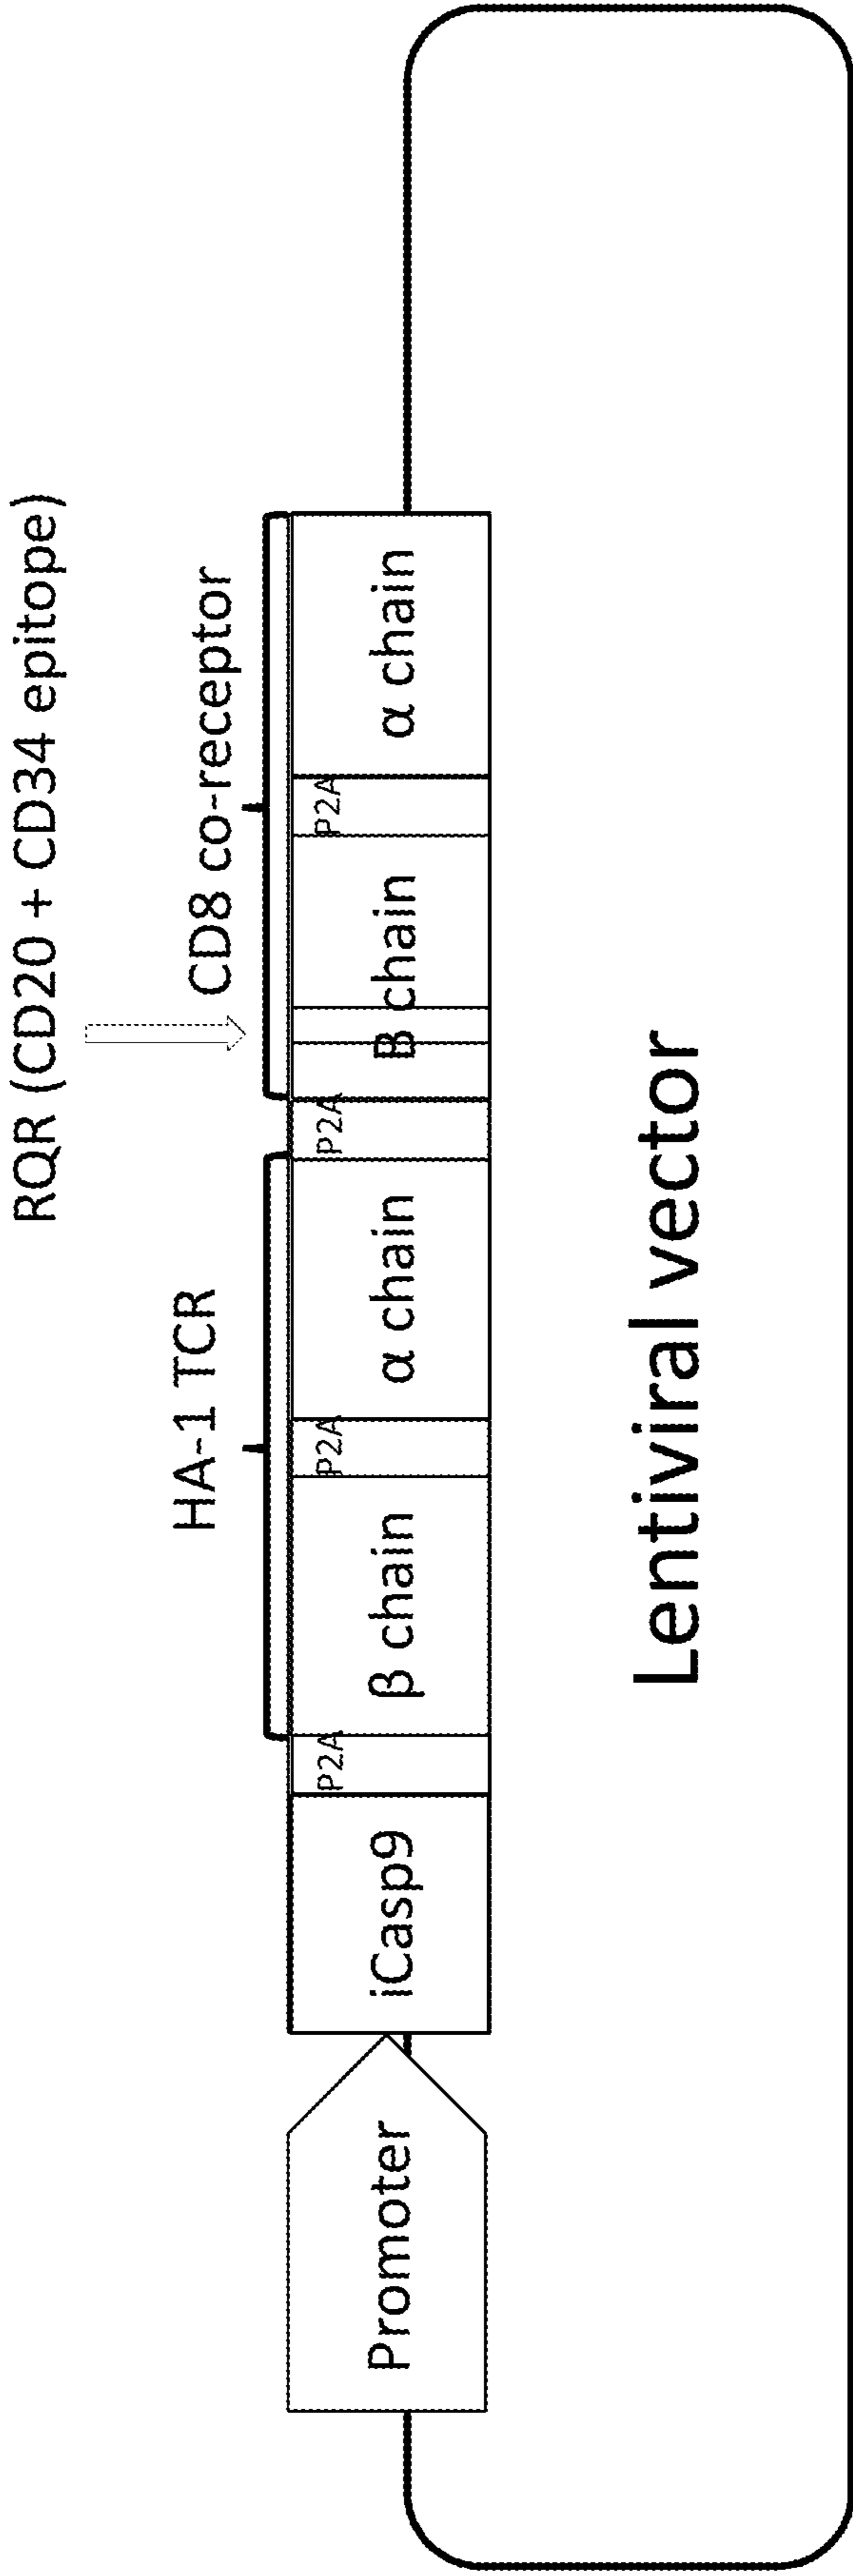 RQR (CD20 + CD34 epitope)
HA-1 TCR
CD8 co-receptor
Promoter
iCasp9
P2A
β chain
P2A
α chain
P2A
B chain
P2A
α chain
Lentiviral vector